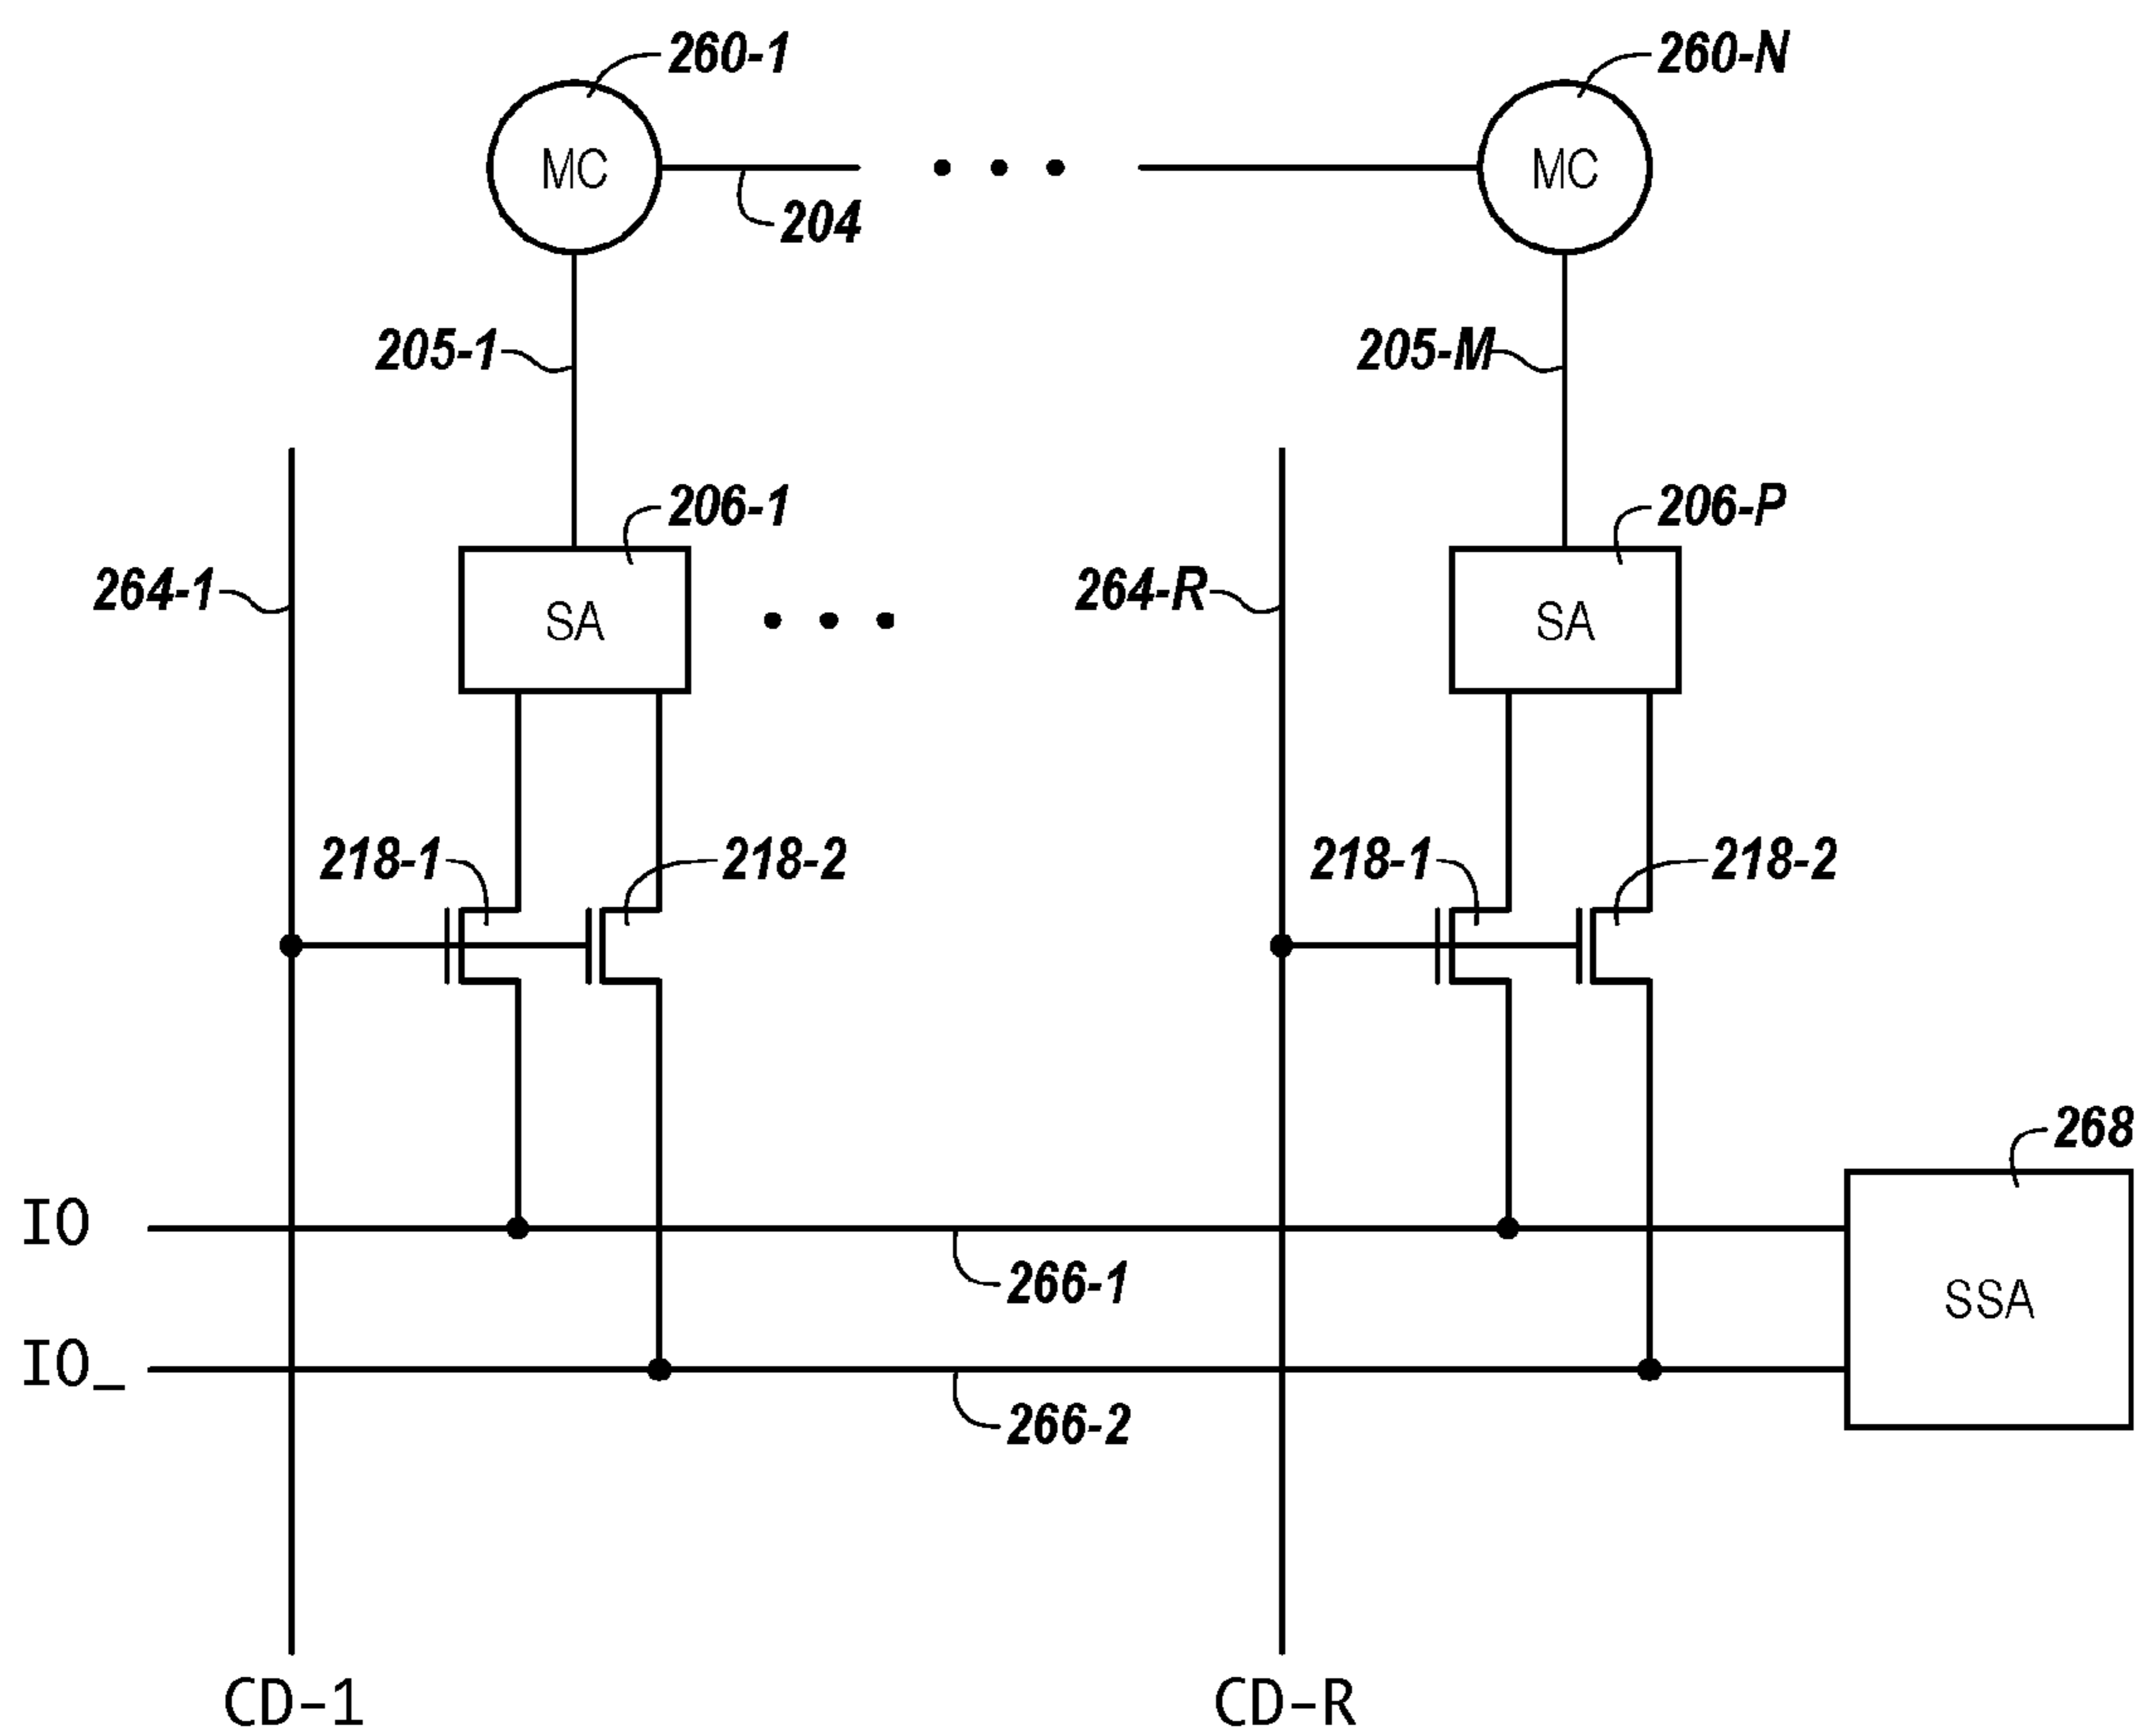 260-1
260-N
MC
MC
204
205-1
205-M
206-1
206-P
264-1
264-R
SA
SA
218-1
218-2
218-1
218-2
268
IO
266-1
SSA
IO_
266-2
CD-1
CD-R